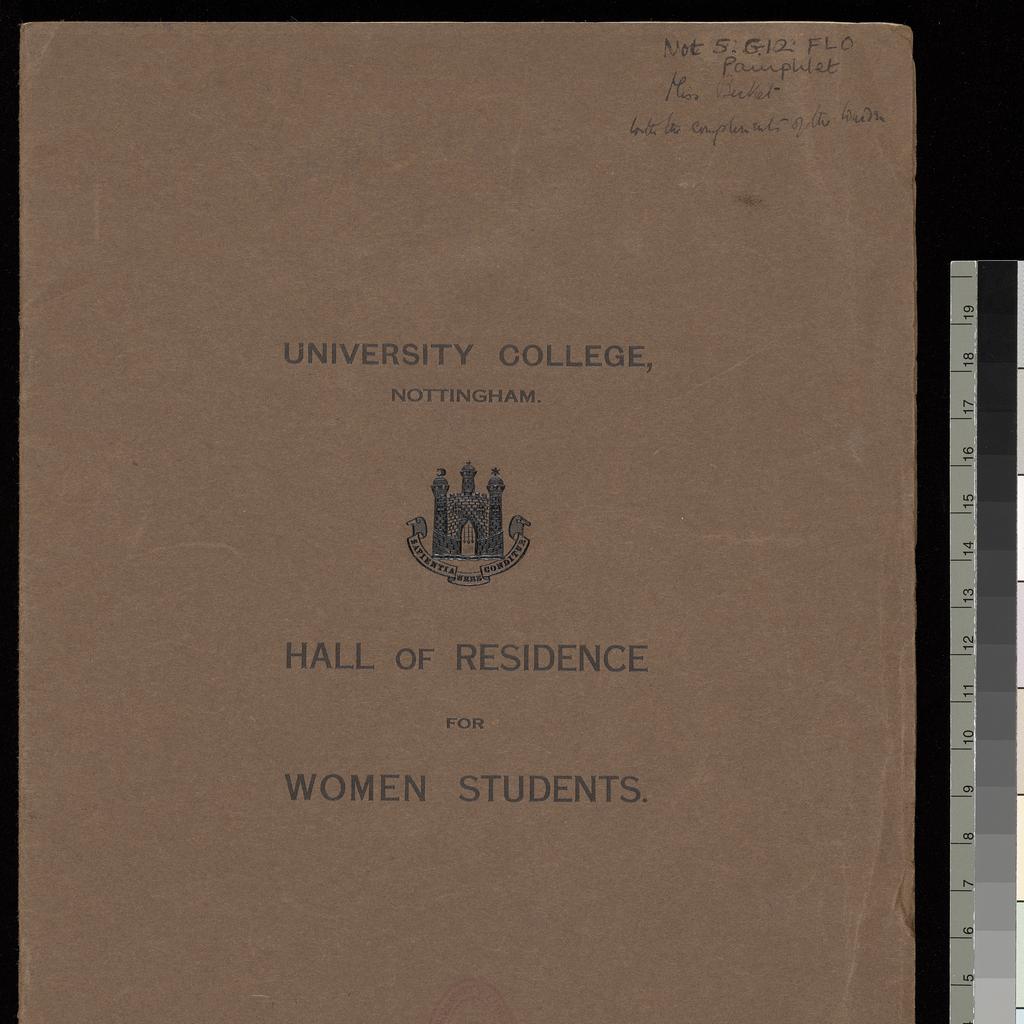 Not 5: G12: FLO
Pamphlet
Miss
with the compliments of the Warden
UNIVERSITY COLLEGE,
NOTTINGHAM.
SAPIENTIA URBS CONDITUR
HALL OF RESIDENCE
FOR
WOMEN STUDENTS.
19
18
17
16
15
14
13
12
11
10
9
8
7
6
5